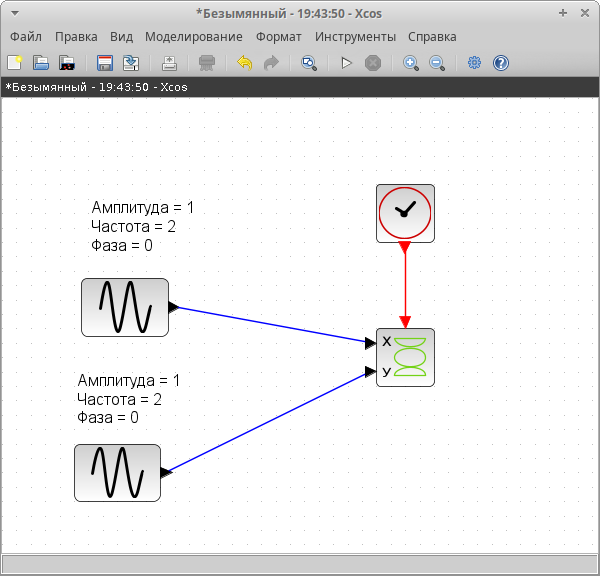 *Безымянный - 19:43:50 - Xcos
Файл Правка Вид Моделирование Формат Инструменты Справка
*Безымянный - 19:43:50 - Xcos
Амплитуда = 1
Частота = 2
Фаза = 0
X
У
Амплитуда = 1
Частота = 2
Фаза = 0